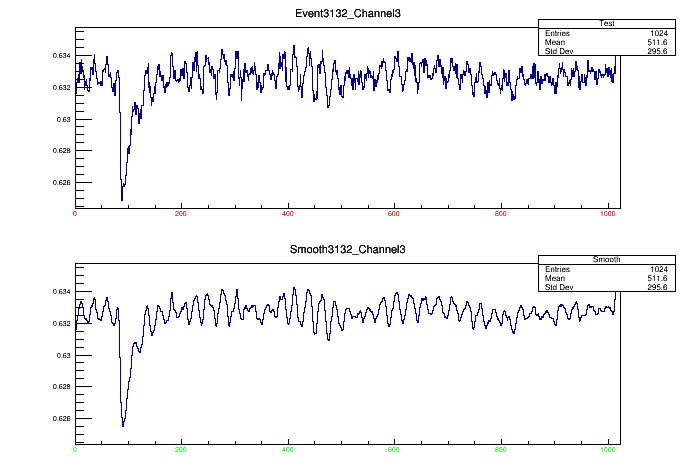 Event3132_Channel3
Test
Entries 1024
Mean 511.6
Std Dev 295.6
0.634
0.632
0.63
0.628
0.626
0 200 400 600 800 1000
Smooth3132_Channel3
Smooth
Entries 1024
Mean 511.6
Std Dev 295.6
0.634
0.632
0.63
0.628
0.626
0 200 400 600 800 1000